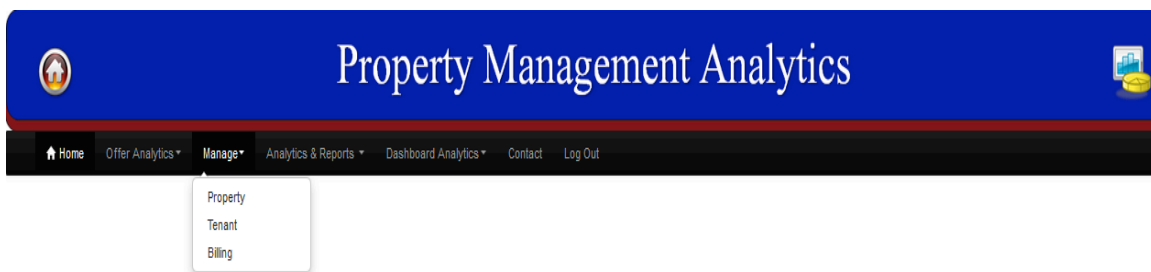 Property Management Analytics
Home Offer Analytics Manage Analytics & Reports Dashboard Analytics Contact Log Out
Property
Tenant
Billing